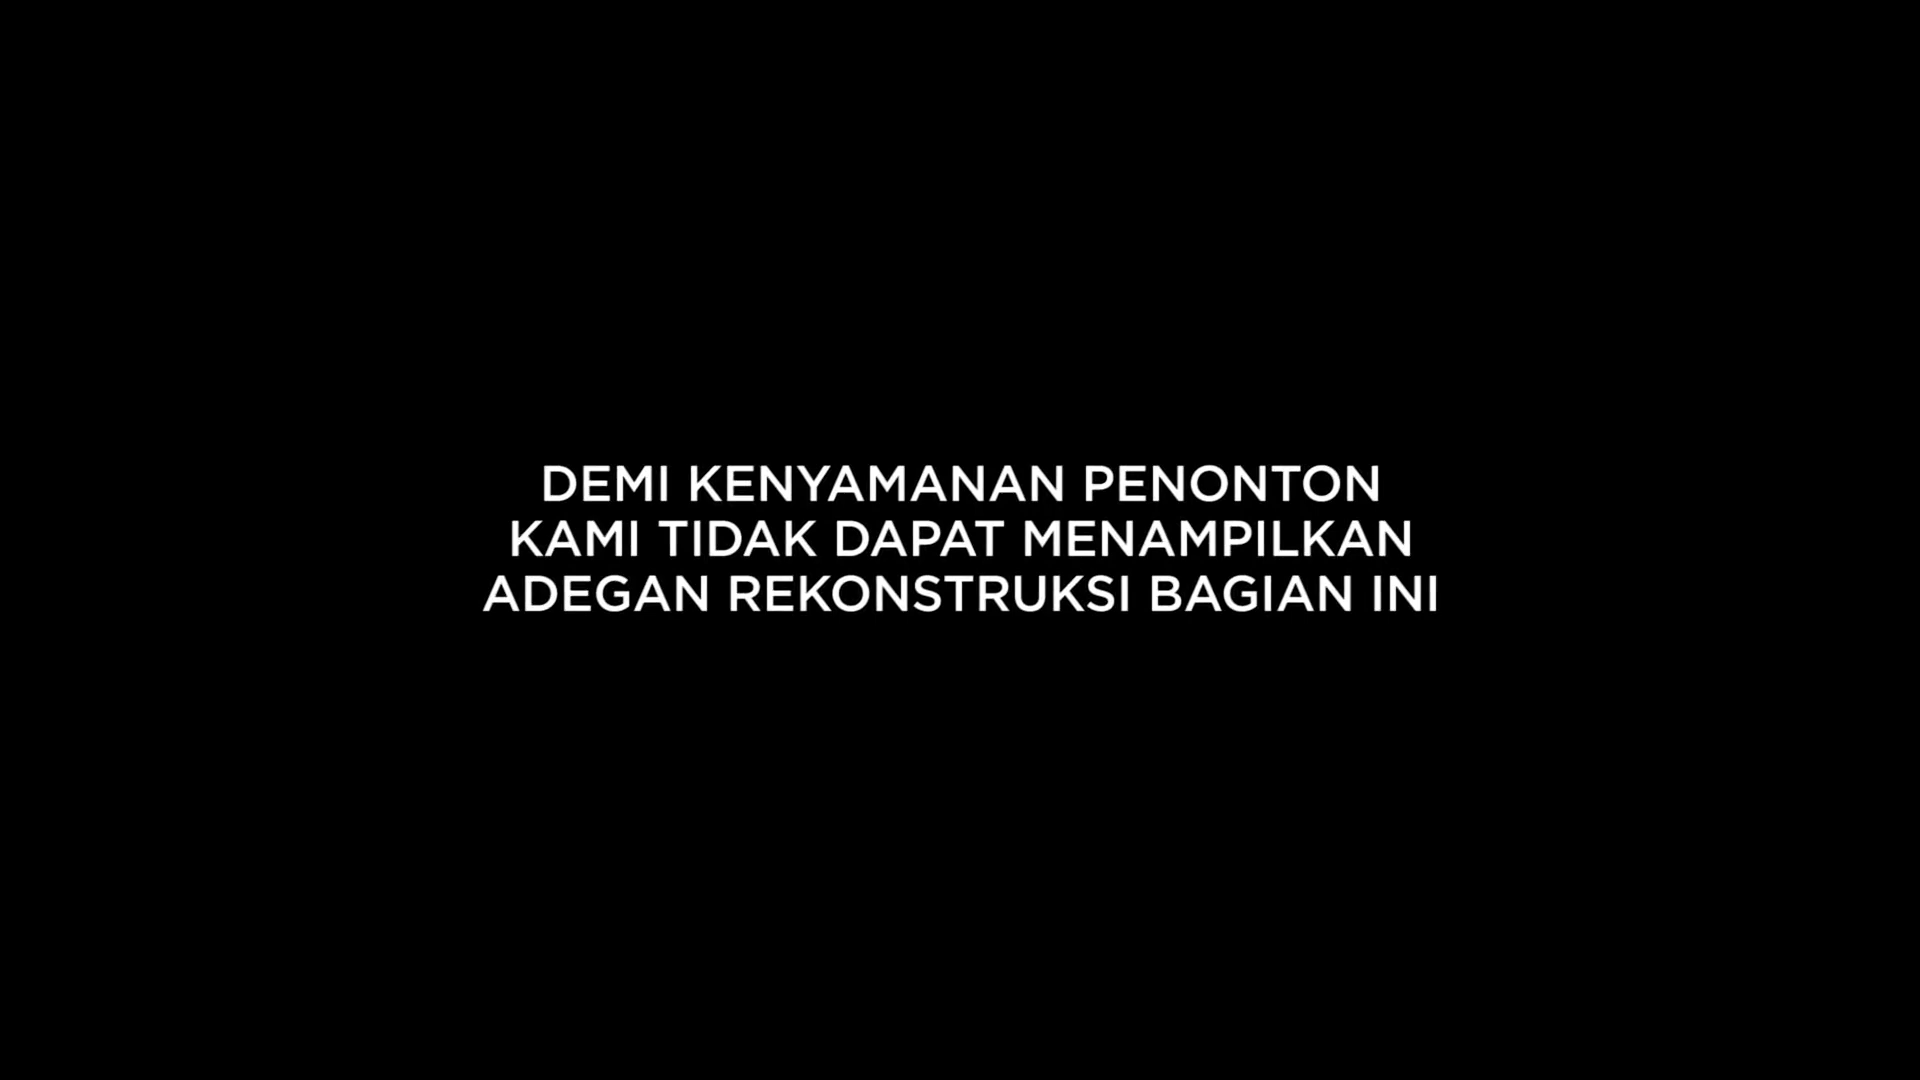 DEMI KENYAMANAN PENONTON
KAMI TIDAK DAPAT MENAMPILKAN
ADEGAN REKONSTRUKSI BAGIAN INI